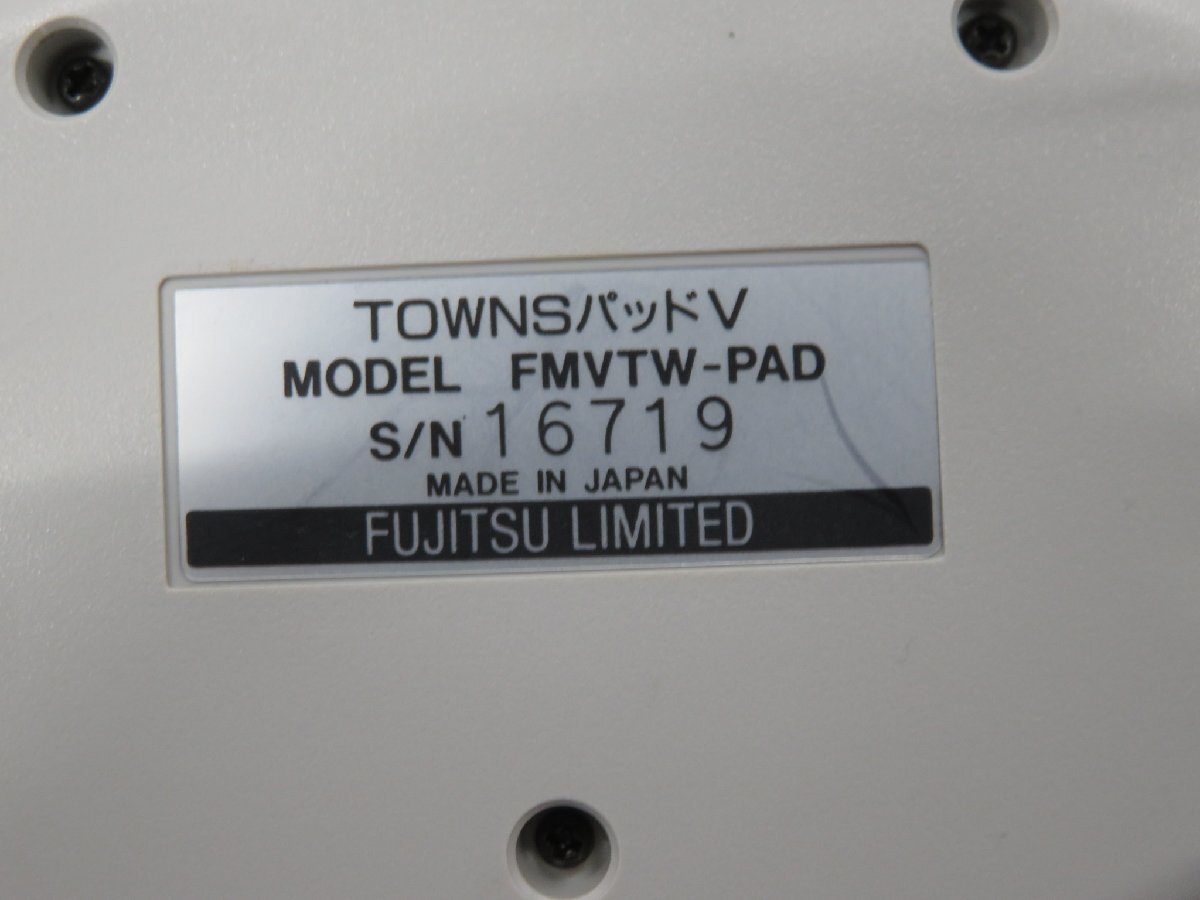 TOWNSパッドV
MODEL FMVTW-PAD
S/N 16719
MADE IN JAPAN
FUJITSU LIMITED